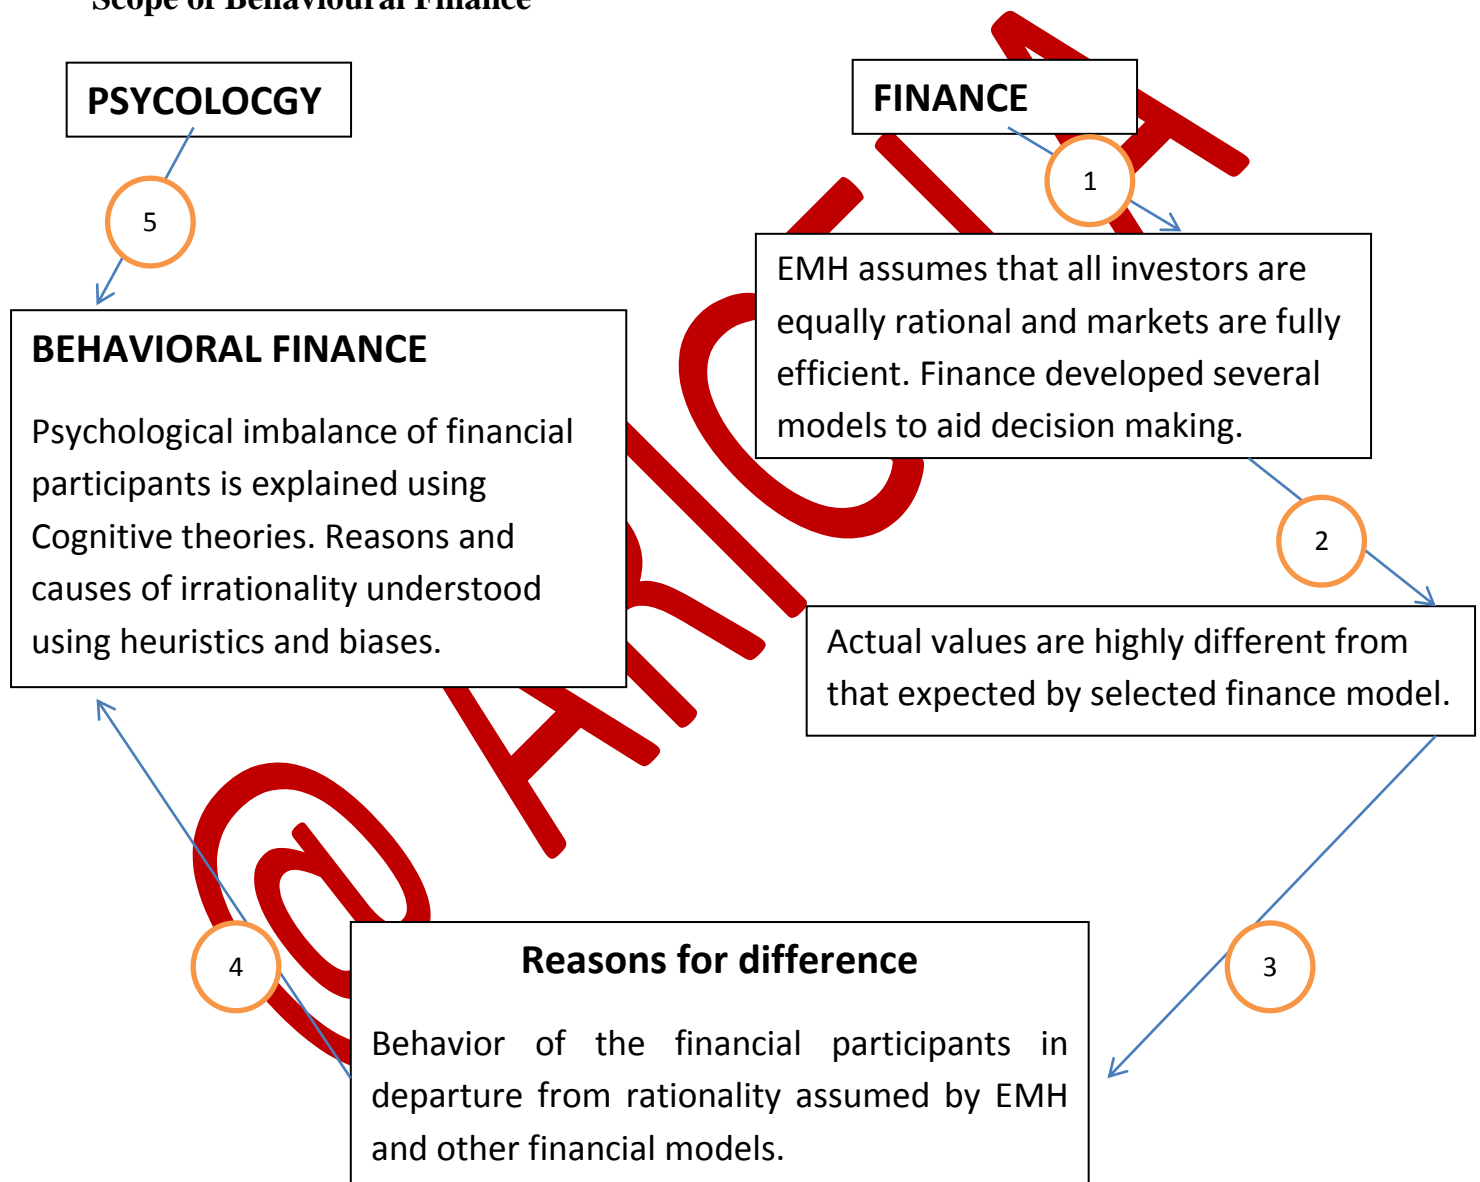 Scope of Behavioural Finance
PSYCOLOCGY
FINANCE
1
5
EMH assumes that all investors are
equally rational and markets are fully
efficient. Finance developed several
models to aid decision making.
BEHAVIORAL FINANCE
Psychological imbalance of financial
participants is explained using
Cognitive theories. Reasons and
causes of irrationality understood
using heuristics and biases.
2
Actual values are highly different from
that expected by selected finance model.
4
3
Reasons for difference
Behavior of the financial participants in
departure from rationality assumed by EMH
and other financial models.